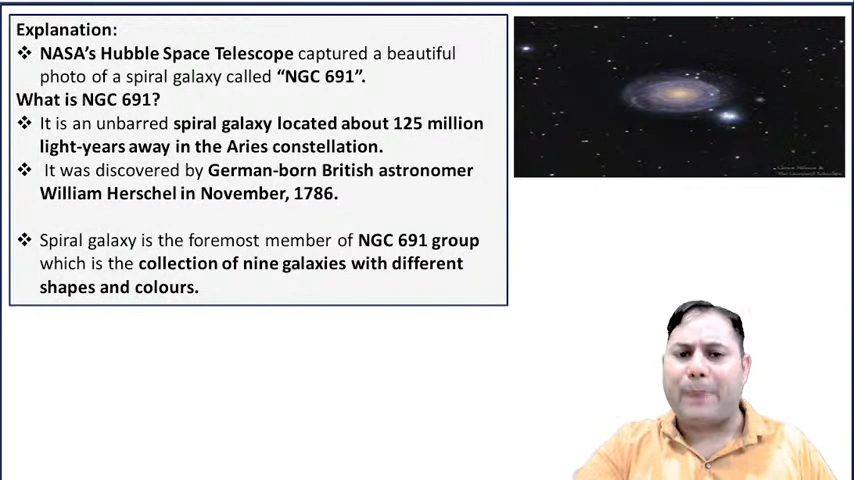 Explanation:
❖ NASA's Hubble Space Telescope captured a beautiful
photo of a spiral galaxy called “NGC 691”.
What is NGC 691?
❖ It is an unbarred spiral galaxy located about 125 million
light-years away in the Aries constellation.
❖ It was discovered by German-born British astronomer
William Herschel in November, 1786.
❖ Spiral galaxy is the foremost member of NGC 691 group
which is the collection of nine galaxies with different
shapes and colours.